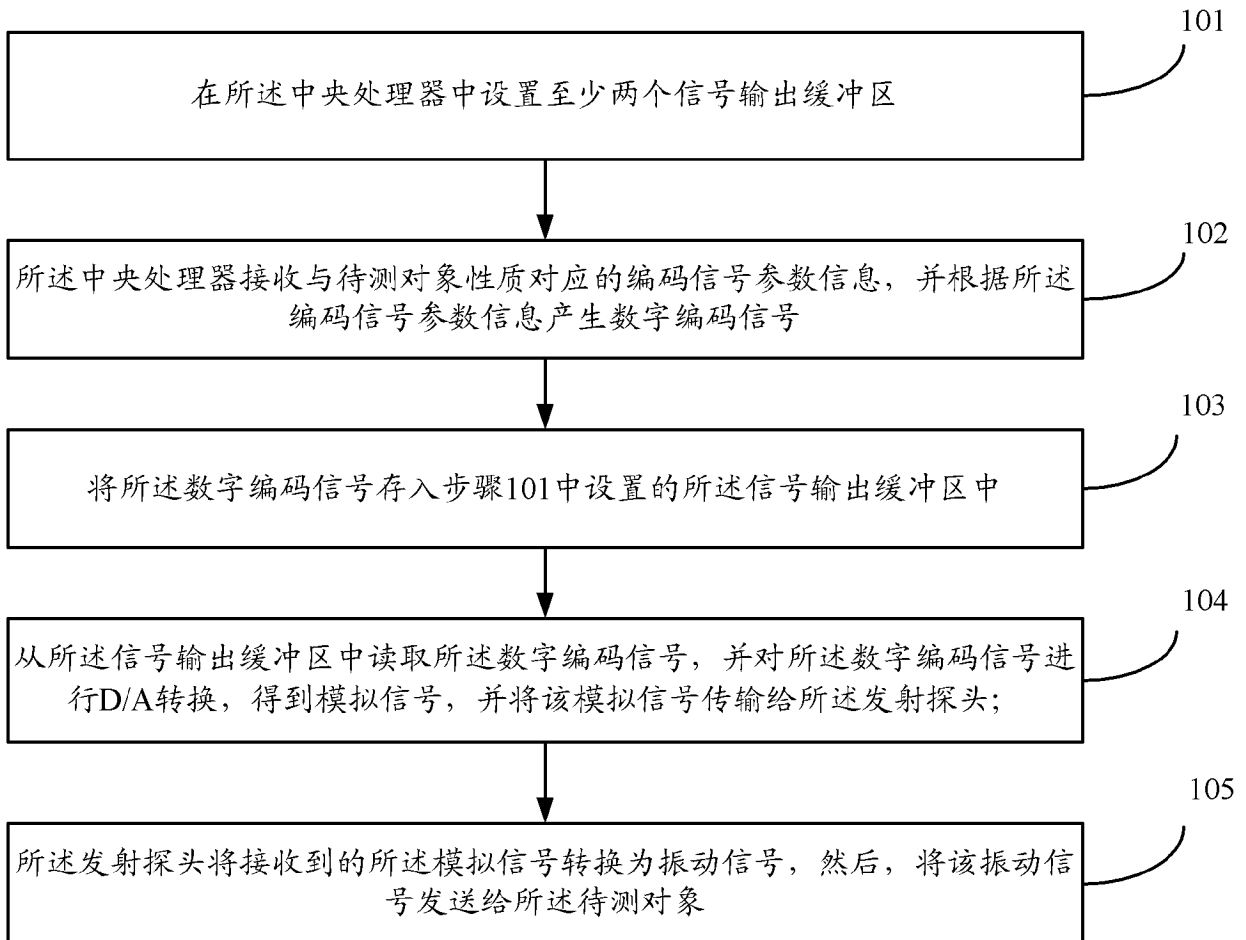 101
在所述中央处理器中设置至少两个信号输出缓冲区
102
所述中央处理器接收与待测对象性质对应的编码信号参数信息，并根据所述
编码信号参数信息产生数字编码信号
103
将所述数字编码信号存入步骤101中设置的所述信号输出缓冲区中
104
从所述信号输出缓冲区中读取所述数字编码信号，并对所述数字编码信号进
行D/A转换，得到模拟信号，并将该模拟信号传输给所述发射探头；
105
所述发射探头将接收到的所述模拟信号转换为振动信号，然后，将该振动信
号发送给所述待测对象